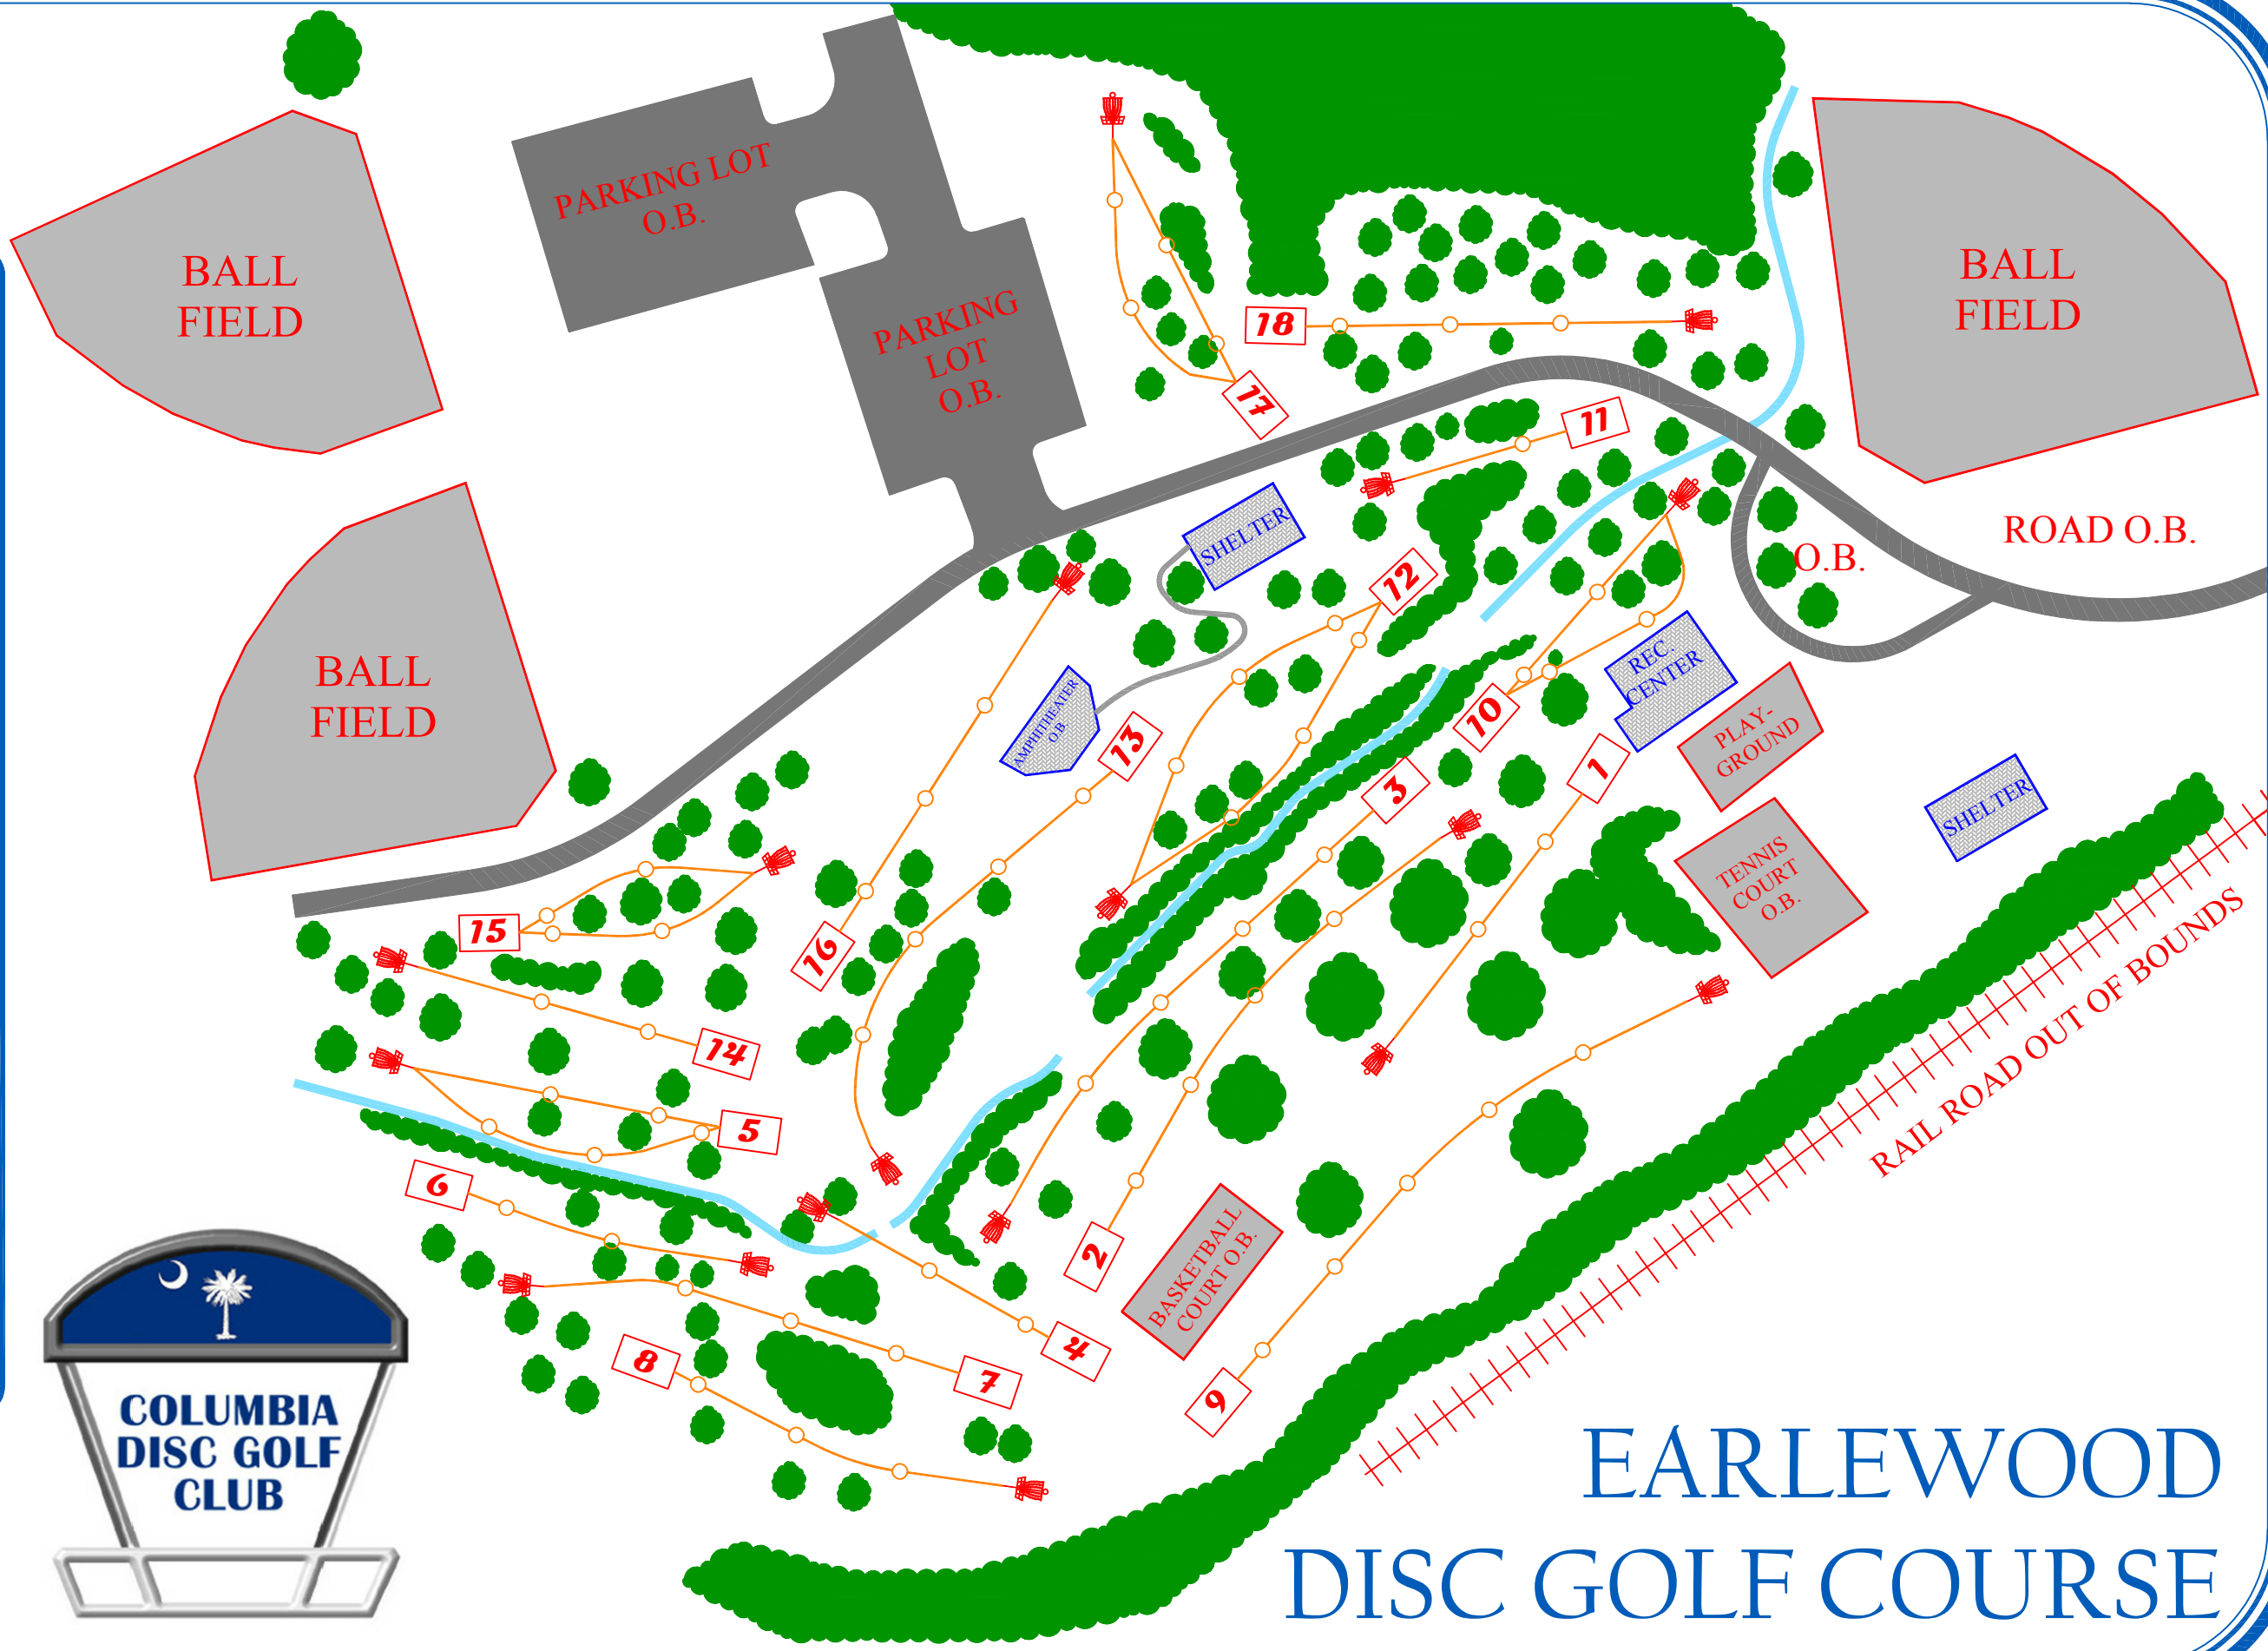 PARKING LOT
O.B.
PARKING
LOT
O.B.
BALL
FIELD
BALL
FIELD
BALL
FIELD
18
17
11
SHELTER
ROAD O.B.
O.B.
12
REC.
CENTER
10
AMPHITHEATER
O.B.
13
PLAY-
GROUND
1
3
SHELTER
TENNIS
COURT
O.B.
15
16
14
5
6
RAIL ROAD OUT OF BOUNDS
2
BASKETBALL
COURT O.B.
4
8
7
9
COLUMBIA
DISC GOLF
CLUB
EARLEWOOD
DISC GOLF COURSE